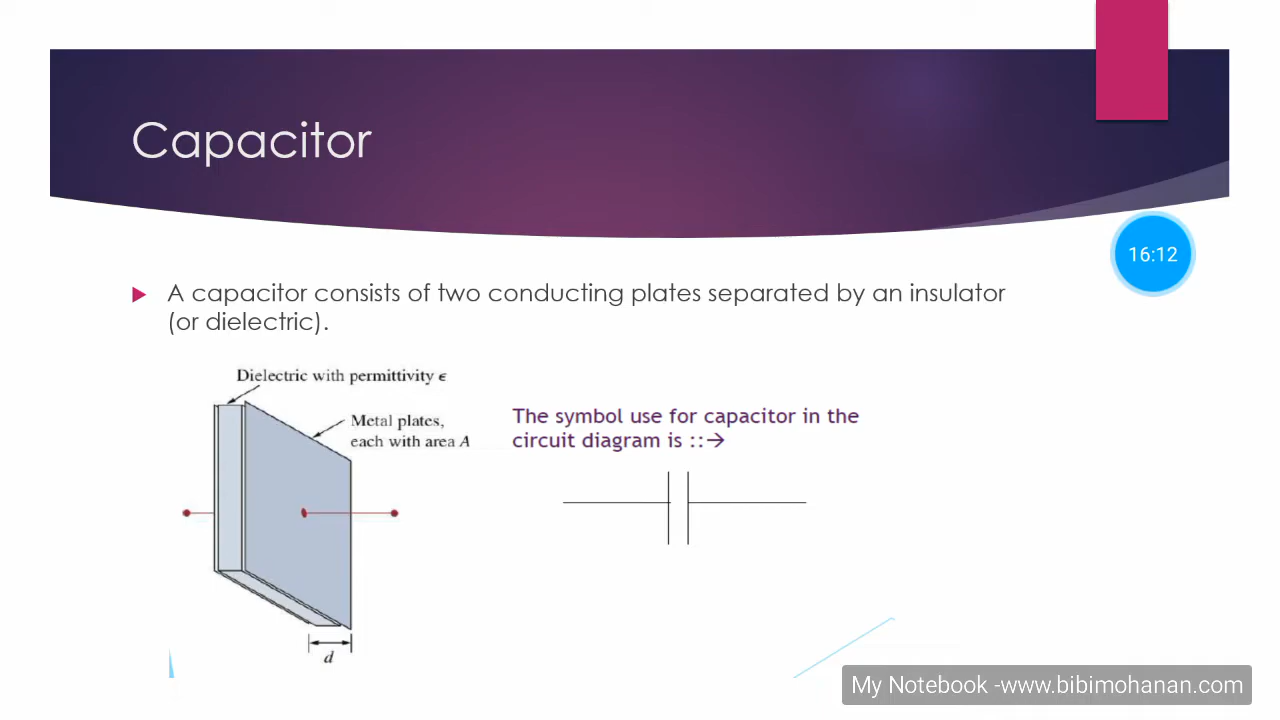 Capacitor
16:12
A capacitor consists of two conducting plates separated by an insulator
(or dielectric).
Dielectric with permittivity ϵ
Metal plates,
each with area A
The symbol use for capacitor in the
circuit diagram is ::→
d
My Notebook -www.bibimohanan.com